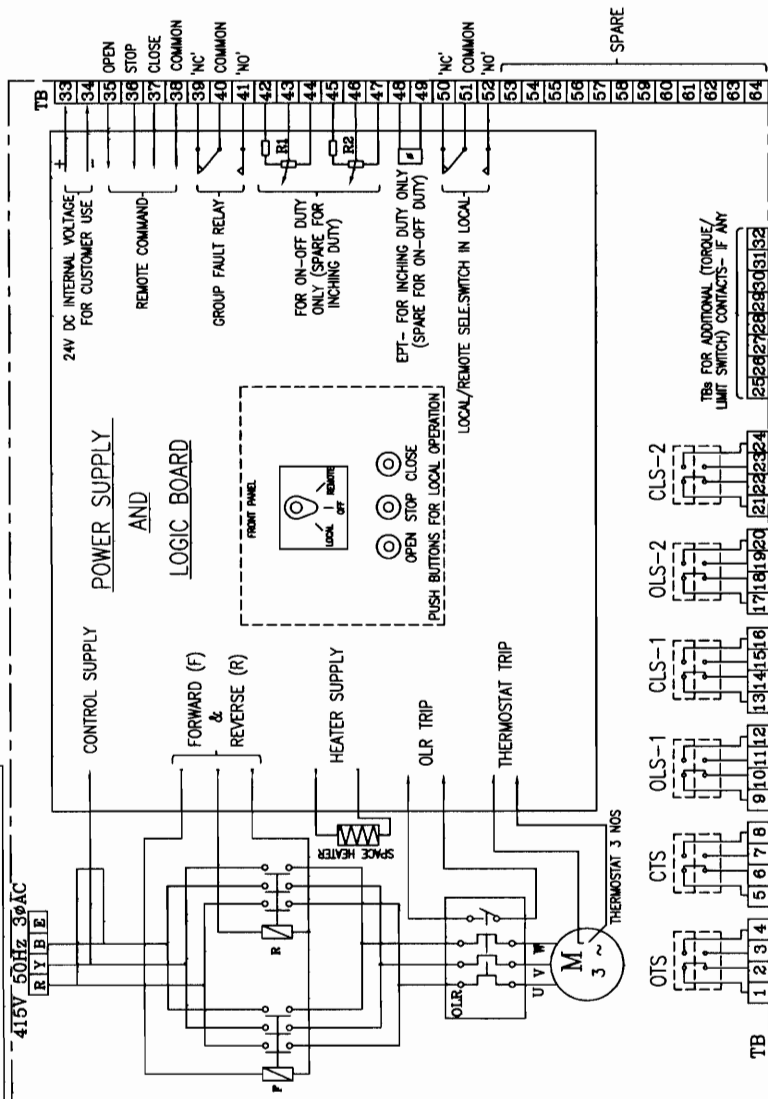 415V 50Hz 3øAC
R Y B E
CONTROL SUPPLY
FORWARD (F)
&
REVERSE (R)
HEATER SUPPLY
SPACE HEATER
OLR TRIP
THERMOSTAT TRIP
F
R
OLR
U V W
M
3 ~
THERMOSTAT 3 NOS
POWER SUPPLY
AND
LOGIC BOARD
FRONT PANEL
LOCAL
OFF
REMOTE
OPEN STOP CLOSE
PUSH BUTTONS FOR LOCAL OPERATION
24V DC INTERNAL VOLTAGE
FOR CUSTOMER USE
+
-
REMOTE COMMAND
GROUP FAULT RELAY
FOR ON-OFF DUTY
ONLY (SPARE FOR
INCHING DUTY)
R1
R2
EPT- FOR INCHING DUTY ONLY
(SPARE FOR ON-OFF DUTY)
#
LOCAL/REMOTE SELE.SWITCH IN LOCAL
TB
33
34
35 OPEN
36 STOP
37 CLOSE
38 COMMON
39 'NC'
40 COMMON
41 'NO'
42
43
44
45
46
47
48
49
50 'NC'
51 COMMON
52 'NO'
53
54
55
56
57
58
59
60
61
62
63
64
SPARE
OTS
CTS
OLS-1
CLS-1
OLS-2
CLS-2
TBs FOR ADDITIONAL (TORQUE/
LIMIT SWITCH) CONTACTS- IF ANY
TB
1 2 3 4
5 6 7 8
9 10 11 12
13 14 15 16
17 18 19 20
21 22 23 24
25 26 27 28 29 30 31 32